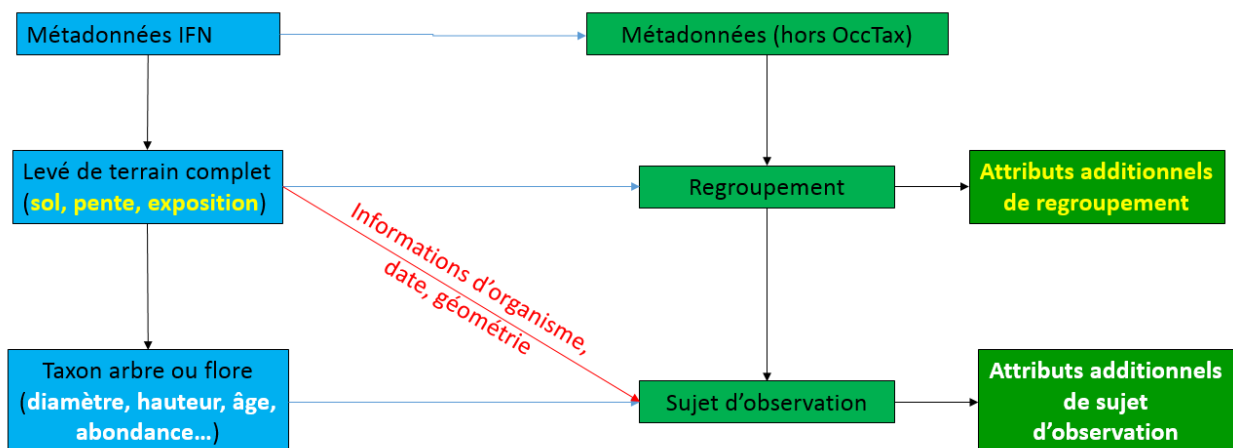 Métadonnées IFN
Métadonnées (hors OccTax)
Levé de terrain complet
(sol, pente, exposition)
Regroupement
Attributs additionnels
de regroupement
Informations d'organisme,
date, géométrie
Taxon arbre ou flore
(diamètre, hauteur, âge,
abondance...)
Sujet d'observation
Attributs additionnels
de sujet
d'observation